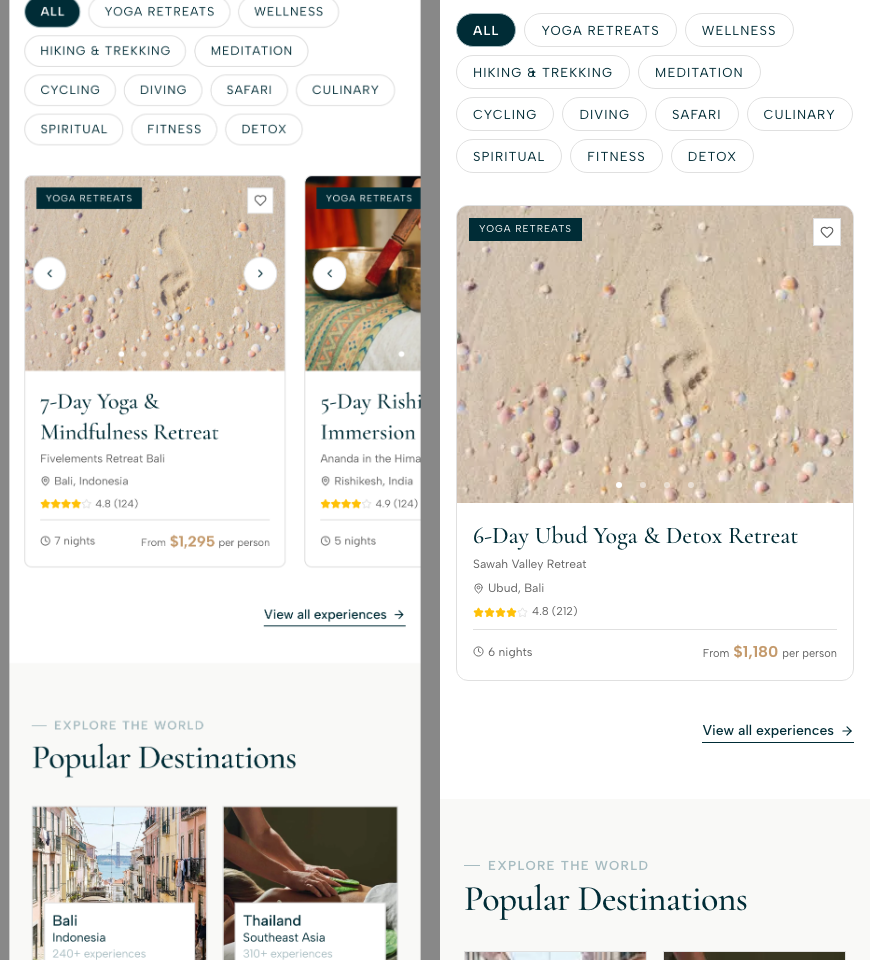 ALL YOGA RETREATS WELLNESS
HIKING & TREKKING MEDITATION
CYCLING DIVING SAFARI CULINARY
SPIRITUAL FITNESS DETOX
YOGA RETREATS
7-Day Yoga &
Mindfulness Retreat
Fivelements Retreat Bali
Bali, Indonesia
4.8 (124)
7 nights From $1,295 per person
YOGA RETREATS
5-Day Rishi
Immersion
Ananda in the Hima
Rishikesh, India
4.9 (124)
5 nights
View all experiences
EXPLORE THE WORLD
Popular Destinations
Bali
Indonesia
240+ experiences
Thailand
Southeast Asia
310+ experiences
ALL YOGA RETREATS WELLNESS
HIKING & TREKKING MEDITATION
CYCLING DIVING SAFARI CULINARY
SPIRITUAL FITNESS DETOX
YOGA RETREATS
6-Day Ubud Yoga & Detox Retreat
Sawah Valley Retreat
Ubud, Bali
4.8 (212)
6 nights From $1,180 per person
View all experiences
EXPLORE THE WORLD
Popular Destinations